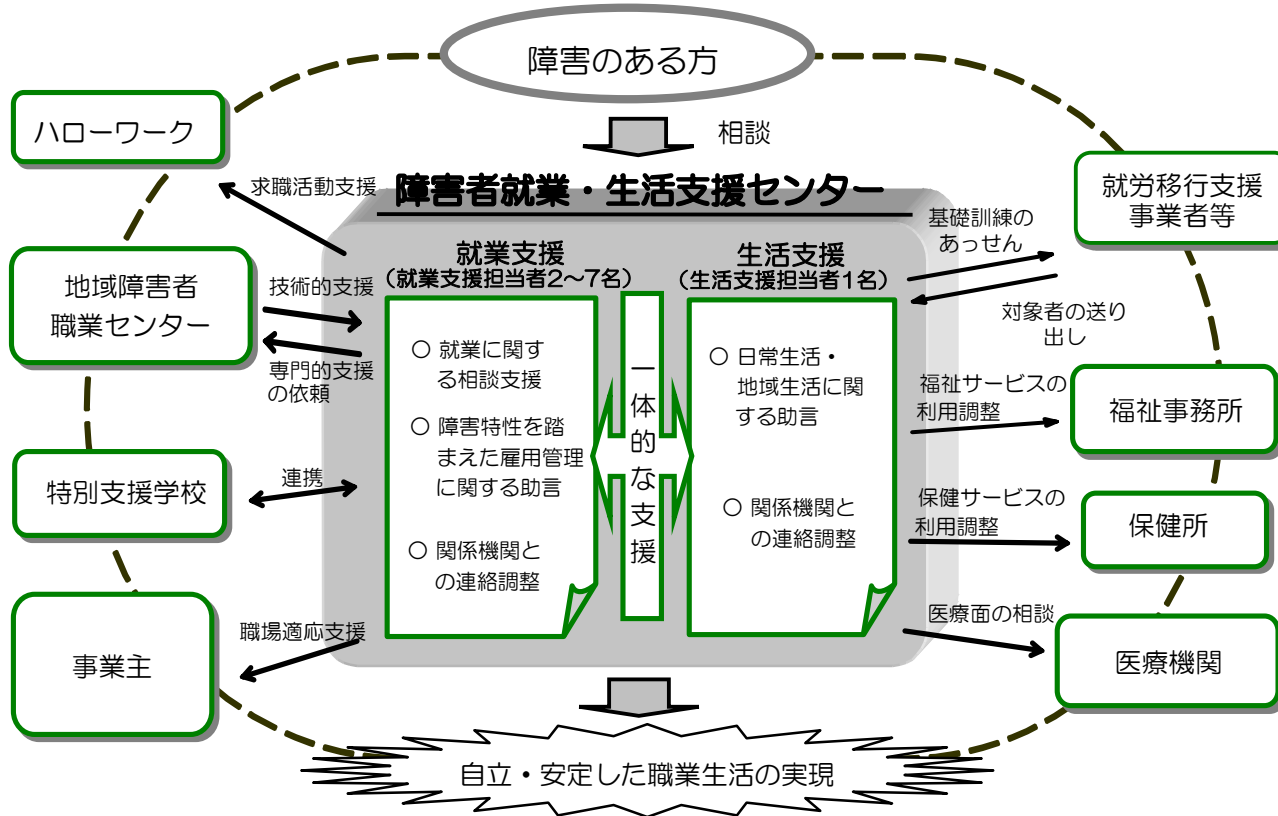 障害のある方
相談
障害者就業・生活支援センター
ハローワーク
求職活動支援
地域障害者
職業センター
技術的支援
専門的支援
の依頼
特別支援学校
連携
事業主
職場適応支援
就業支援
(就業支援担当者2～7名)
○ 就業に関す
る相談支援
○ 障害特性を踏
まえた雇用管理
に関する助言
○ 関係機関と
の連絡調整
一体的な支援
生活支援
(生活支援担当者1名)
○ 日常生活・
地域生活に関
する助言
○ 関係機関と
の連絡調整
基礎訓練の
あっせん
就労移行支援
事業者等
対象者の送り
出し
福祉サービスの
利用調整
福祉事務所
保健サービスの
利用調整
保健所
医療面の相談
医療機関
自立・安定した職業生活の実現